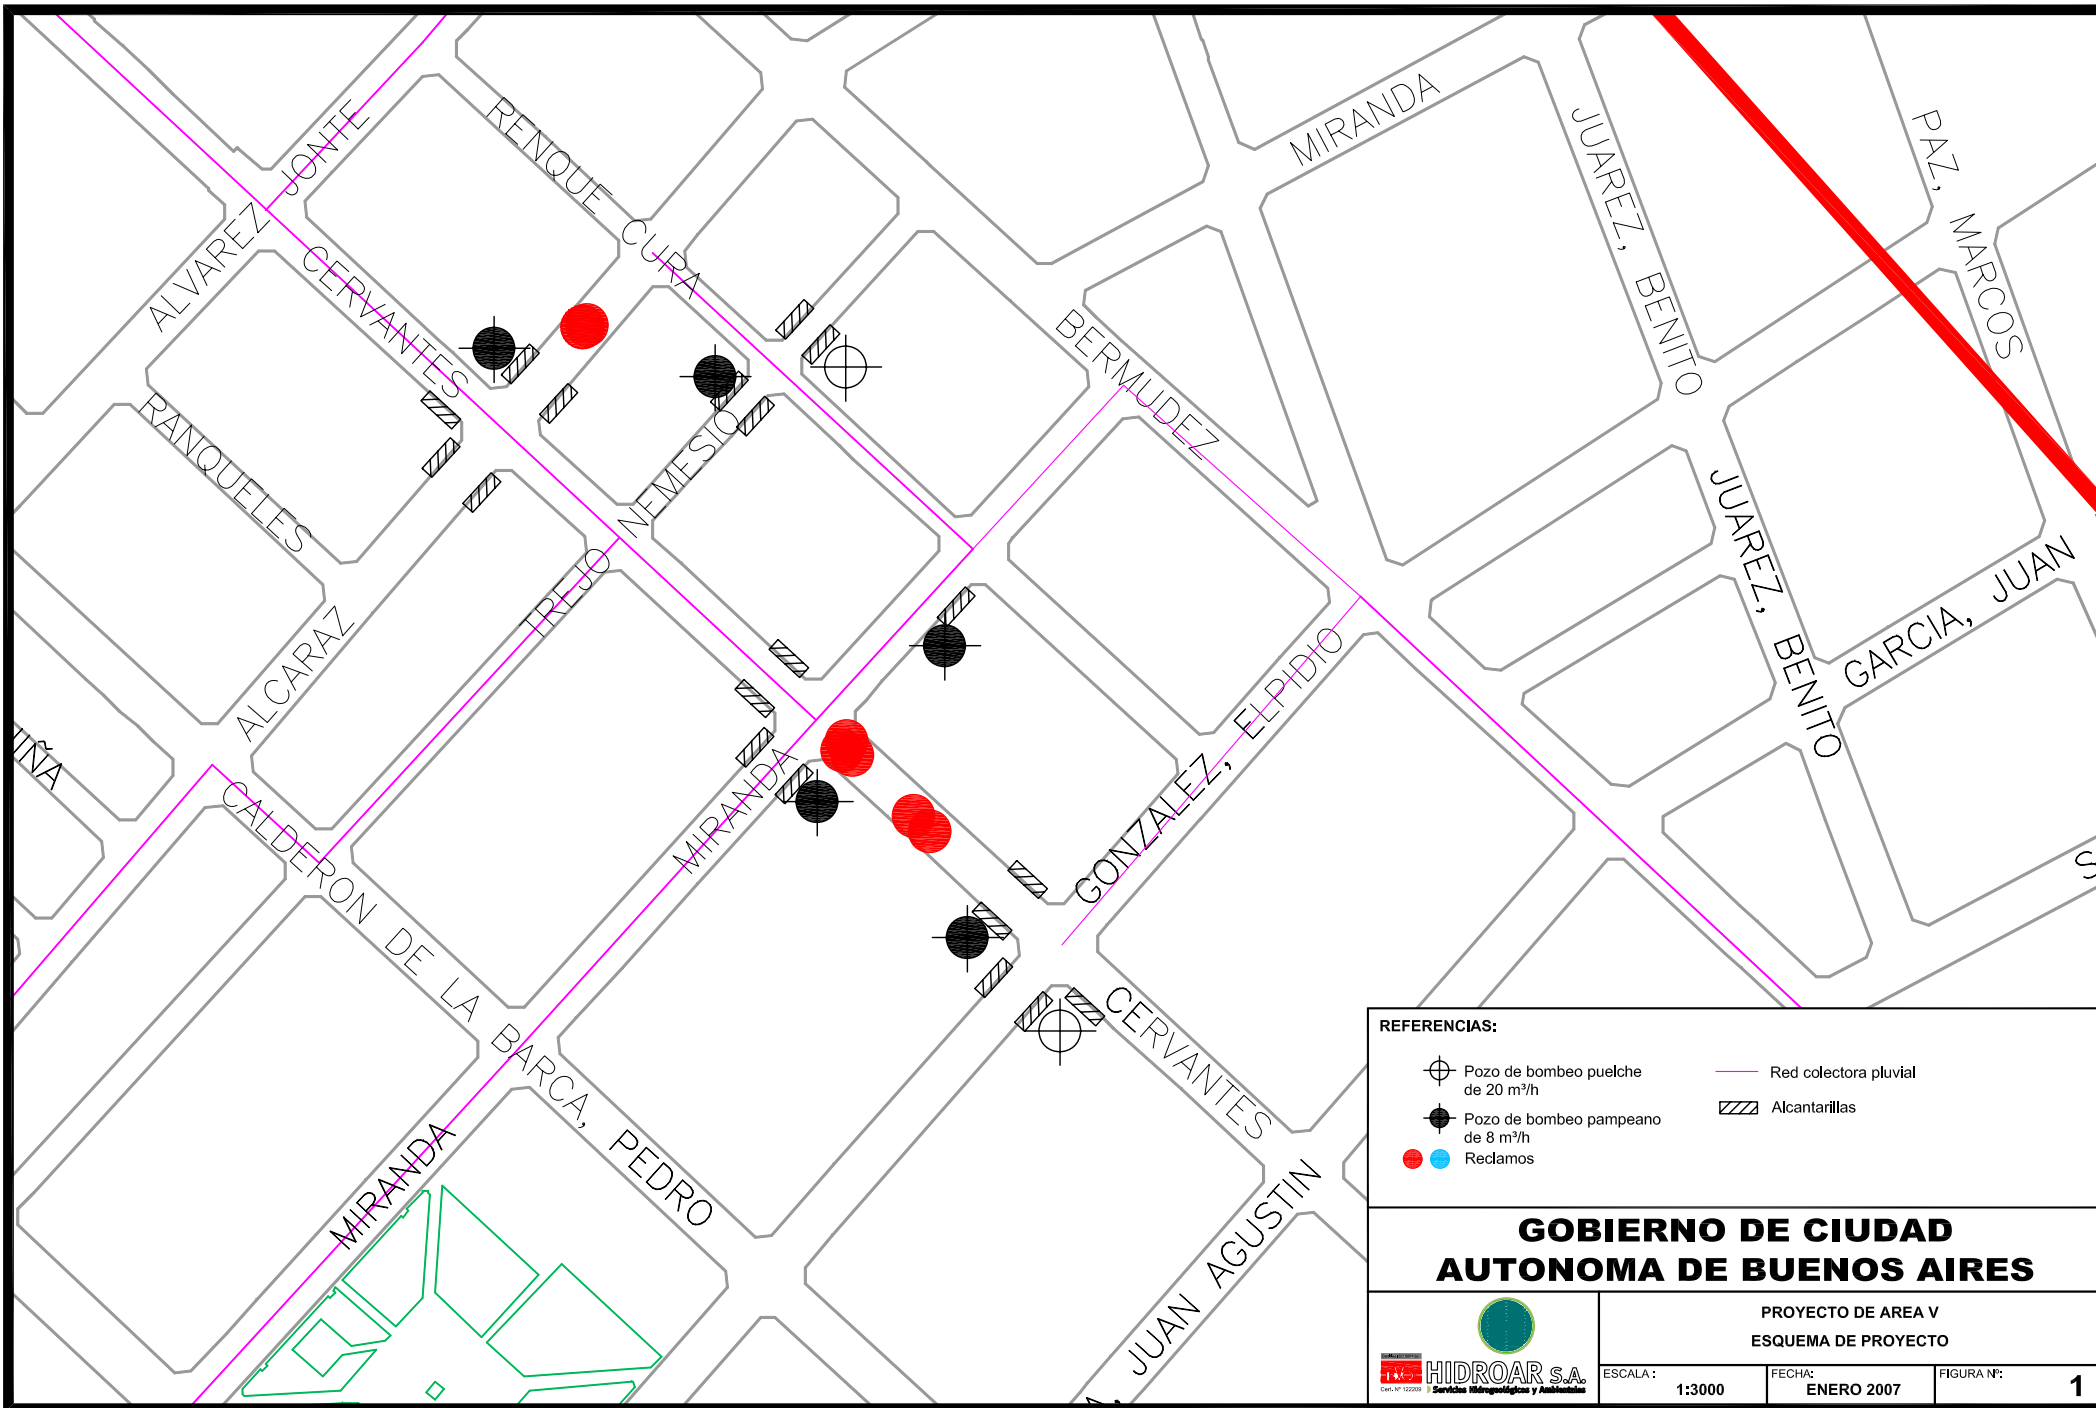 JONTE
ALVAREZ
RENQUE CURA
CERVANTES
MIRANDA
JUAREZ, BENITO
PAZ, MARCOS
BERMUDEZ
RANQUELES
NEMESIO
TREJO
ALCARAZ
JUAREZ, BENITO
GARCIA, JUAN
GONZALEZ, ELPIDIO
MIRANDA
IÑA
CALDERON DE LA BARCA, PEDRO
CERVANTES
MIRANDA
JUAN AGUSTIN
A,
S
REFERENCIAS:
Pozo de bombeo puelche
de 20 m³/h
Pozo de bombeo pampeano
de 8 m³/h
Reclamos
Red colectora pluvial
Alcantarillas
GOBIERNO DE CIUDAD
AUTONOMA DE BUENOS AIRES
HIDROAR S.A.
Servicios Hidrogeológicos y Ambientales
Cert. Nº 122209
PROYECTO DE AREA V
ESQUEMA DE PROYECTO
ESCALA :
1:3000
FECHA:
ENERO 2007
FIGURA Nº:
1